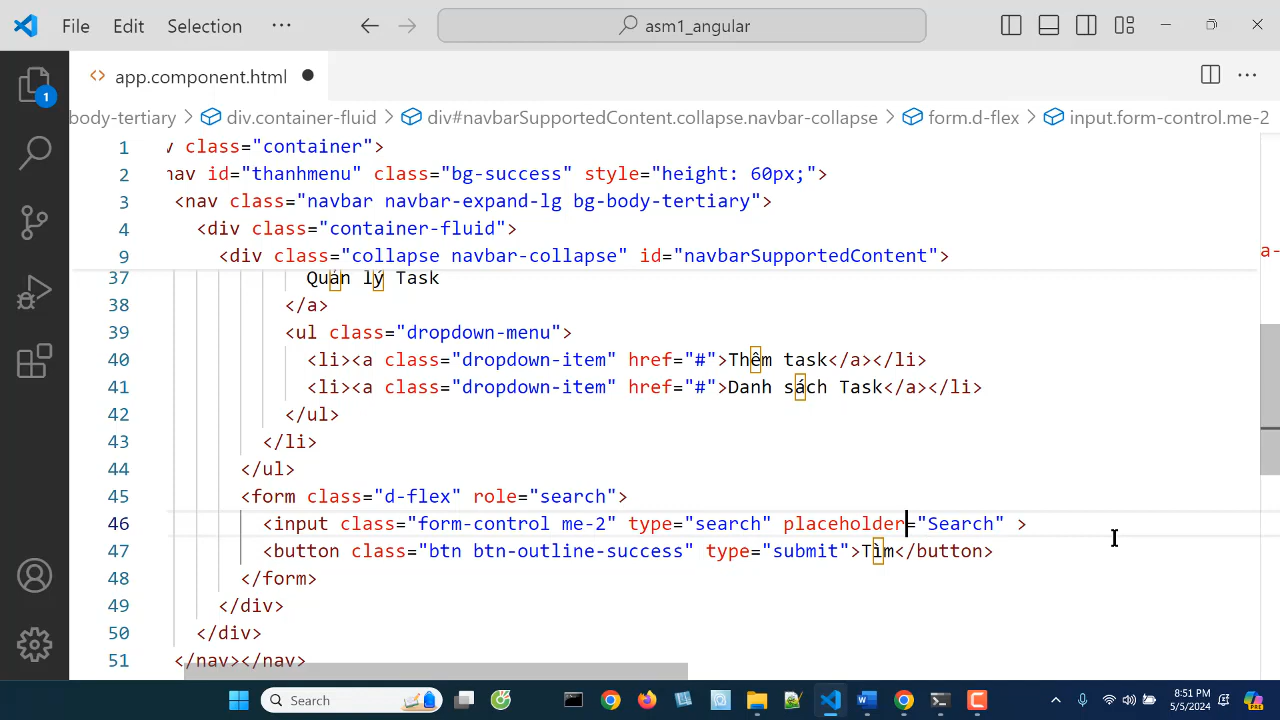 File Edit Selection ··· asm1_angular
app.component.html
body-tertiary > div.container-fluid > div#navbarSupportedContent.collapse.navbar-collapse > form.d-flex > input.form-control.me-2
1 v class="container">
2 nav id="thanhmenu" class="bg-success" style="height: 60px;">
3 <nav class="navbar navbar-expand-lg bg-body-tertiary">
4 <div class="container-fluid">
9 <div class="collapse navbar-collapse" id="navbarSupportedContent">
37 Quản lý Task
38 </a>
39 <ul class="dropdown-menu">
40 <li><a class="dropdown-item" href="#">Thêm task</a></li>
41 <li><a class="dropdown-item" href="#">Danh sách Task</a></li>
42 </ul>
43 </li>
44 </ul>
45 <form class="d-flex" role="search">
46 <input class="form-control me-2" type="search" placeholder="Search" >
47 <button class="btn btn-outline-success" type="submit">Tìm</button>
48 </form>
49 </div>
50 </div>
51 </nav></nav>
1
a-
Search
8:51 PM
5/5/2024